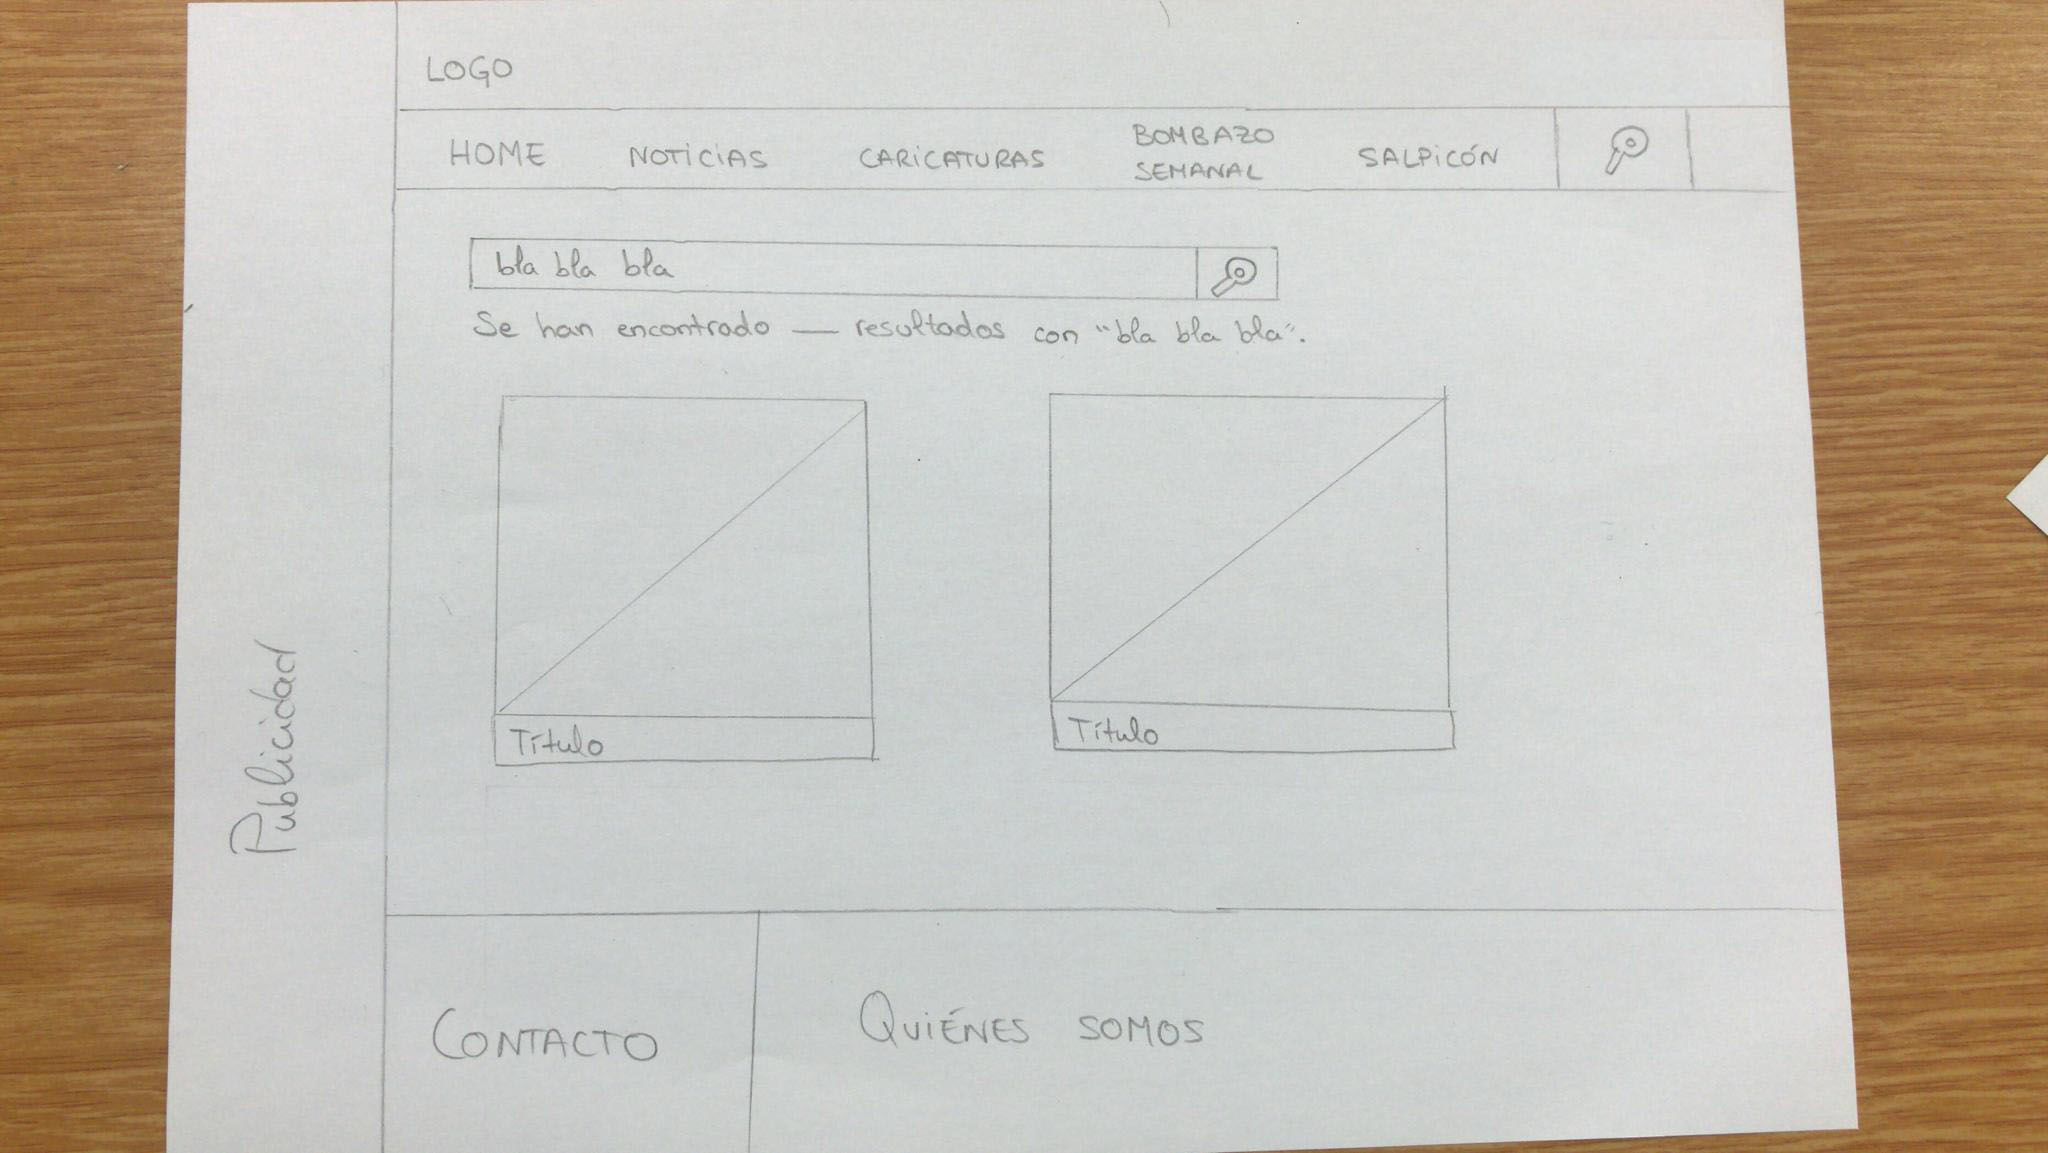 LOGO
HOME NOTICIAS CARICATURAS BOMBAZO SEMANAL SALPICÓN
bla bla bla
Se han encontrado — resultados con "bla bla bla".
Título Título
Publicidad
CONTACTO QUIÉNES SOMOS